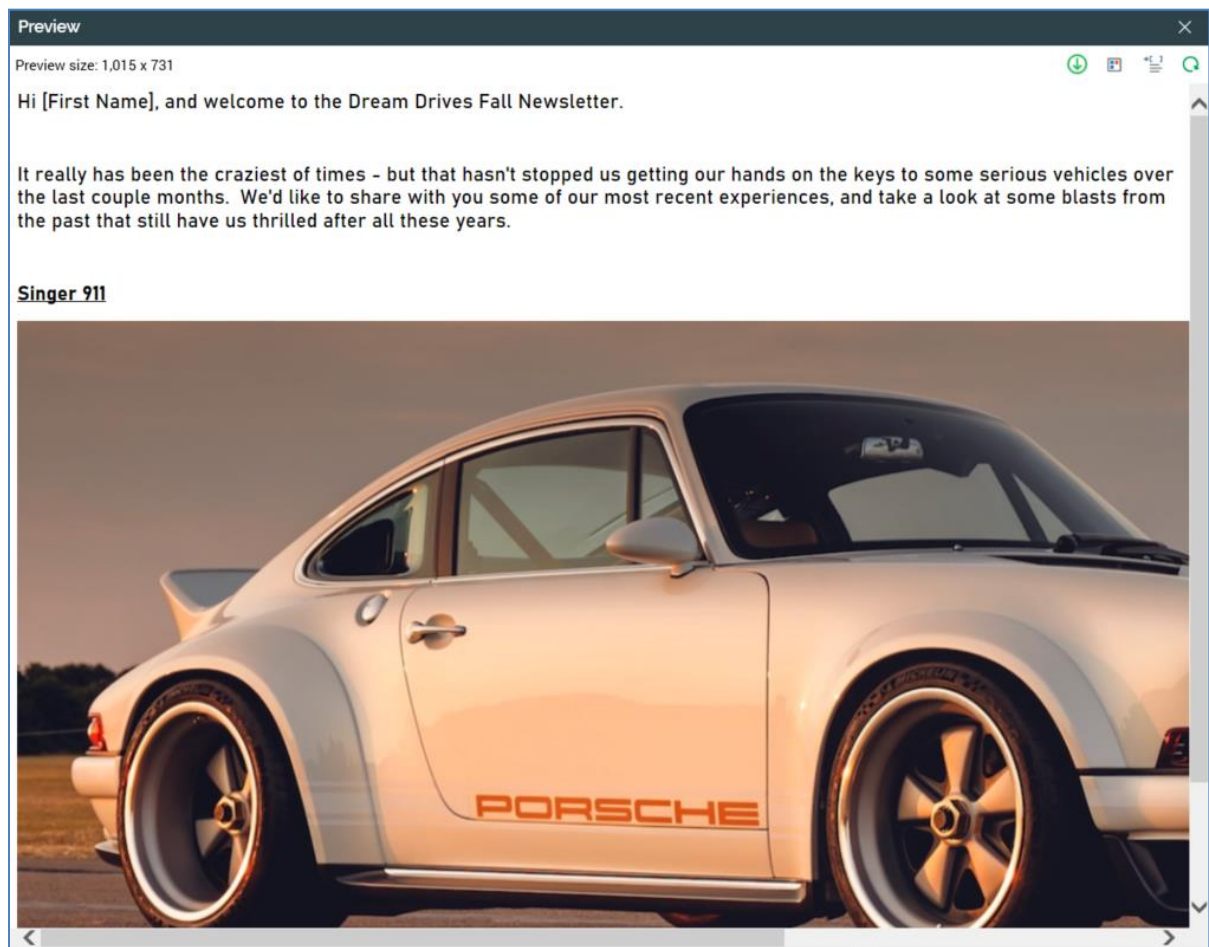 Preview
Preview size: 1,015 x 731
Hi [First Name], and welcome to the Dream Drives Fall Newsletter.
It really has been the craziest of times - but that hasn't stopped us getting our hands on the keys to some serious vehicles over
the last couple months.  We'd like to share with you some of our most recent experiences, and take a look at some blasts from
the past that still have us thrilled after all these years.
Singer 911
PORSCHE
MICHELIN